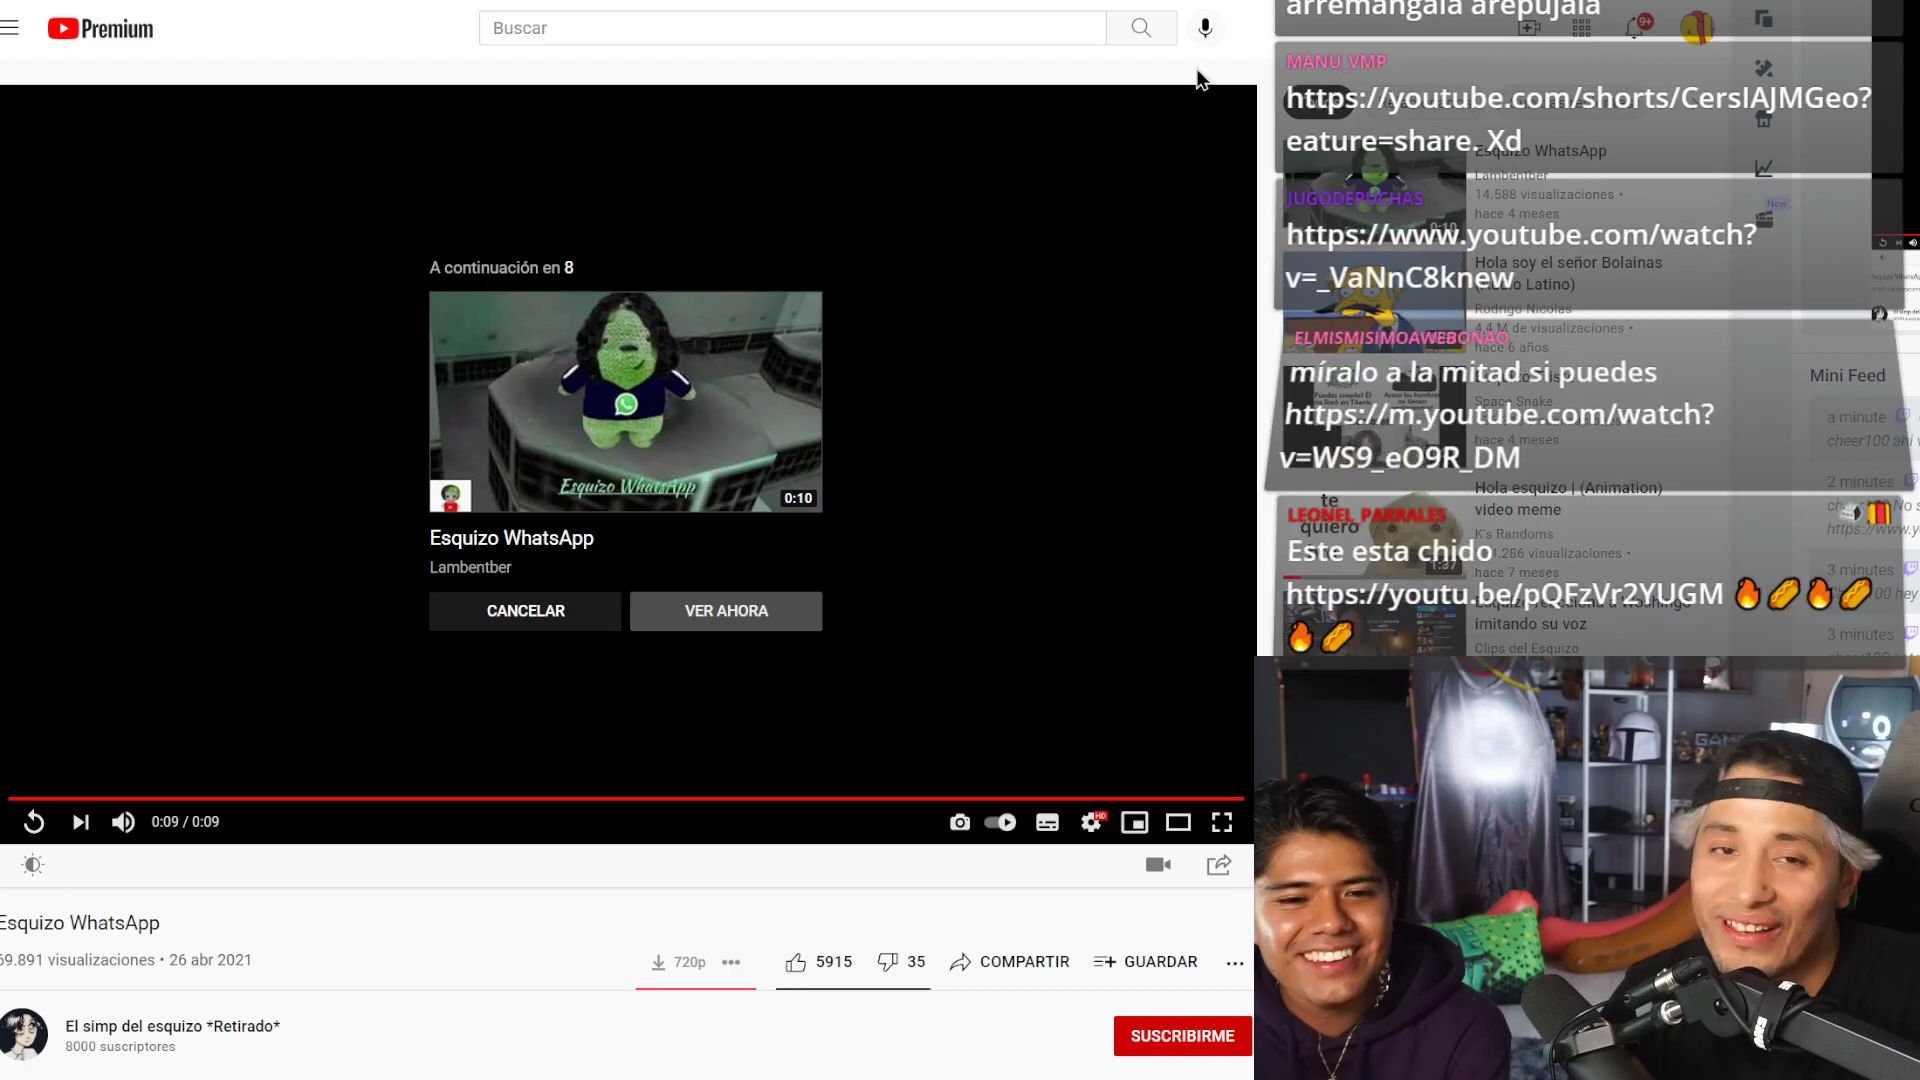 Premium
Buscar
9+
arremangala arepujala
MANU_VMP
https://youtube.com/shorts/CersIAJMGeo?
eature=share. Xd
Esquizo WhatsApp
Lambentber
14.588 visualizaciones •
hace 4 meses
New
JUGODEPUCHAS
https://www.youtube.com/watch?
v=_VaNnC8knew
Hola soy el señor Bolainas
Latino)
Rodrigo Nicolas
4,4 M de visualizaciones •
hace 6 años
ELMISMISIMOAWEBONAO
míralo a la mitad si puedes
https://m.youtube.com/watch?
v=WS9_eO9R_DM
Space Snake
hace 4 meses
Mini Feed
a minute
cheer100 ahi v
2 minutes
Hola esquizo | (Animation)
video meme
K's Randoms
.286 visualizaciones •
hace 7 meses
1:37
te
quiero
LEONEL PARRALES
Este esta chido
https://youtu.be/pQFzVr2YUGM 🔥🌭🔥🌭
🔥🌭
imitando su voz
Clips del Esquizo
3 minutes
00 hey
3 minutes
A continuación en 8
Esquizo WhatsApp
0:10
Esquizo WhatsApp
Lambentber
CANCELAR
VER AHORA
0:09 / 0:09
HD
Esquizo WhatsApp
69.891 visualizaciones • 26 abr 2021
720p
5915
35
COMPARTIR
GUARDAR
El simp del esquizo *Retirado*
8000 suscriptores
SUSCRIBIRME